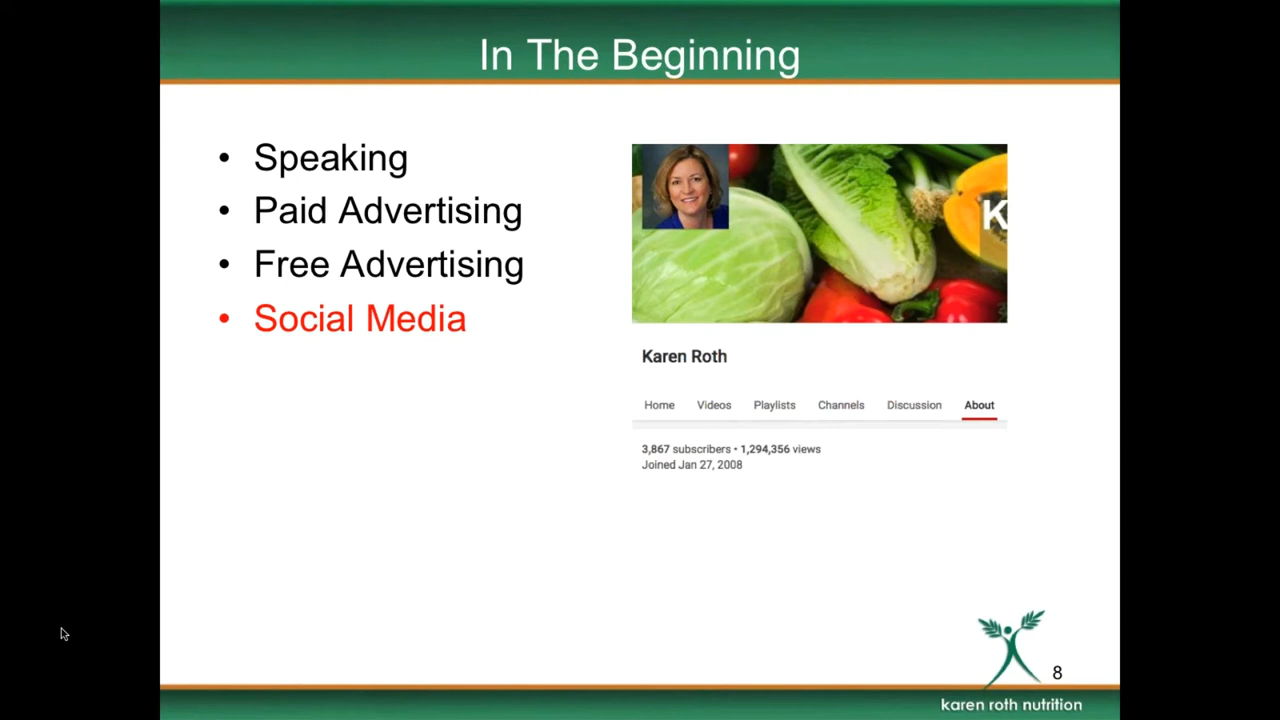 In The Beginning
• Speaking
• Paid Advertising
• Free Advertising
• Social Media
K
Karen Roth
Home Videos Playlists Channels Discussion About
3,867 subscribers • 1,294,356 views
Joined Jan 27, 2008
8
karen roth nutrition